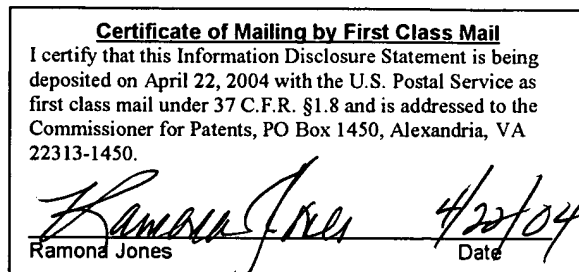 Certificate of Mailing by First Class Mail
I certify that this Information Disclosure Statement is being
deposited on April 22, 2004 with the U.S. Postal Service as
first class mail under 37 C.F.R. §1.8 and is addressed to the
Commissioner for Patents, PO Box 1450, Alexandria, VA
22313-1450.
Ramona Jones 4/22/04
Ramona Jones Date